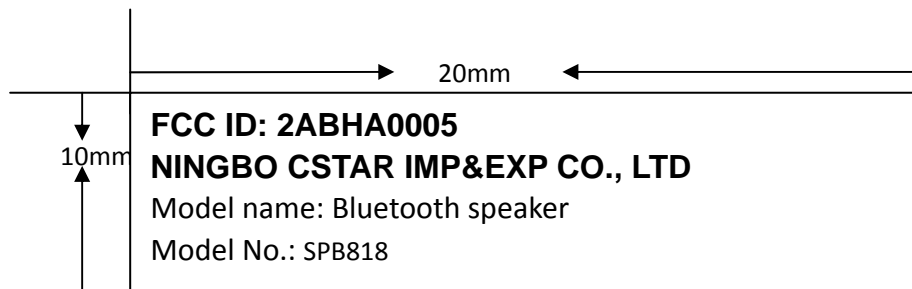 20mm
FCC ID: 2ABHA0005
10mm
NINGBO CSTAR IMP&EXP CO., LTD
Model name: Bluetooth speaker
Model No.: SPB818